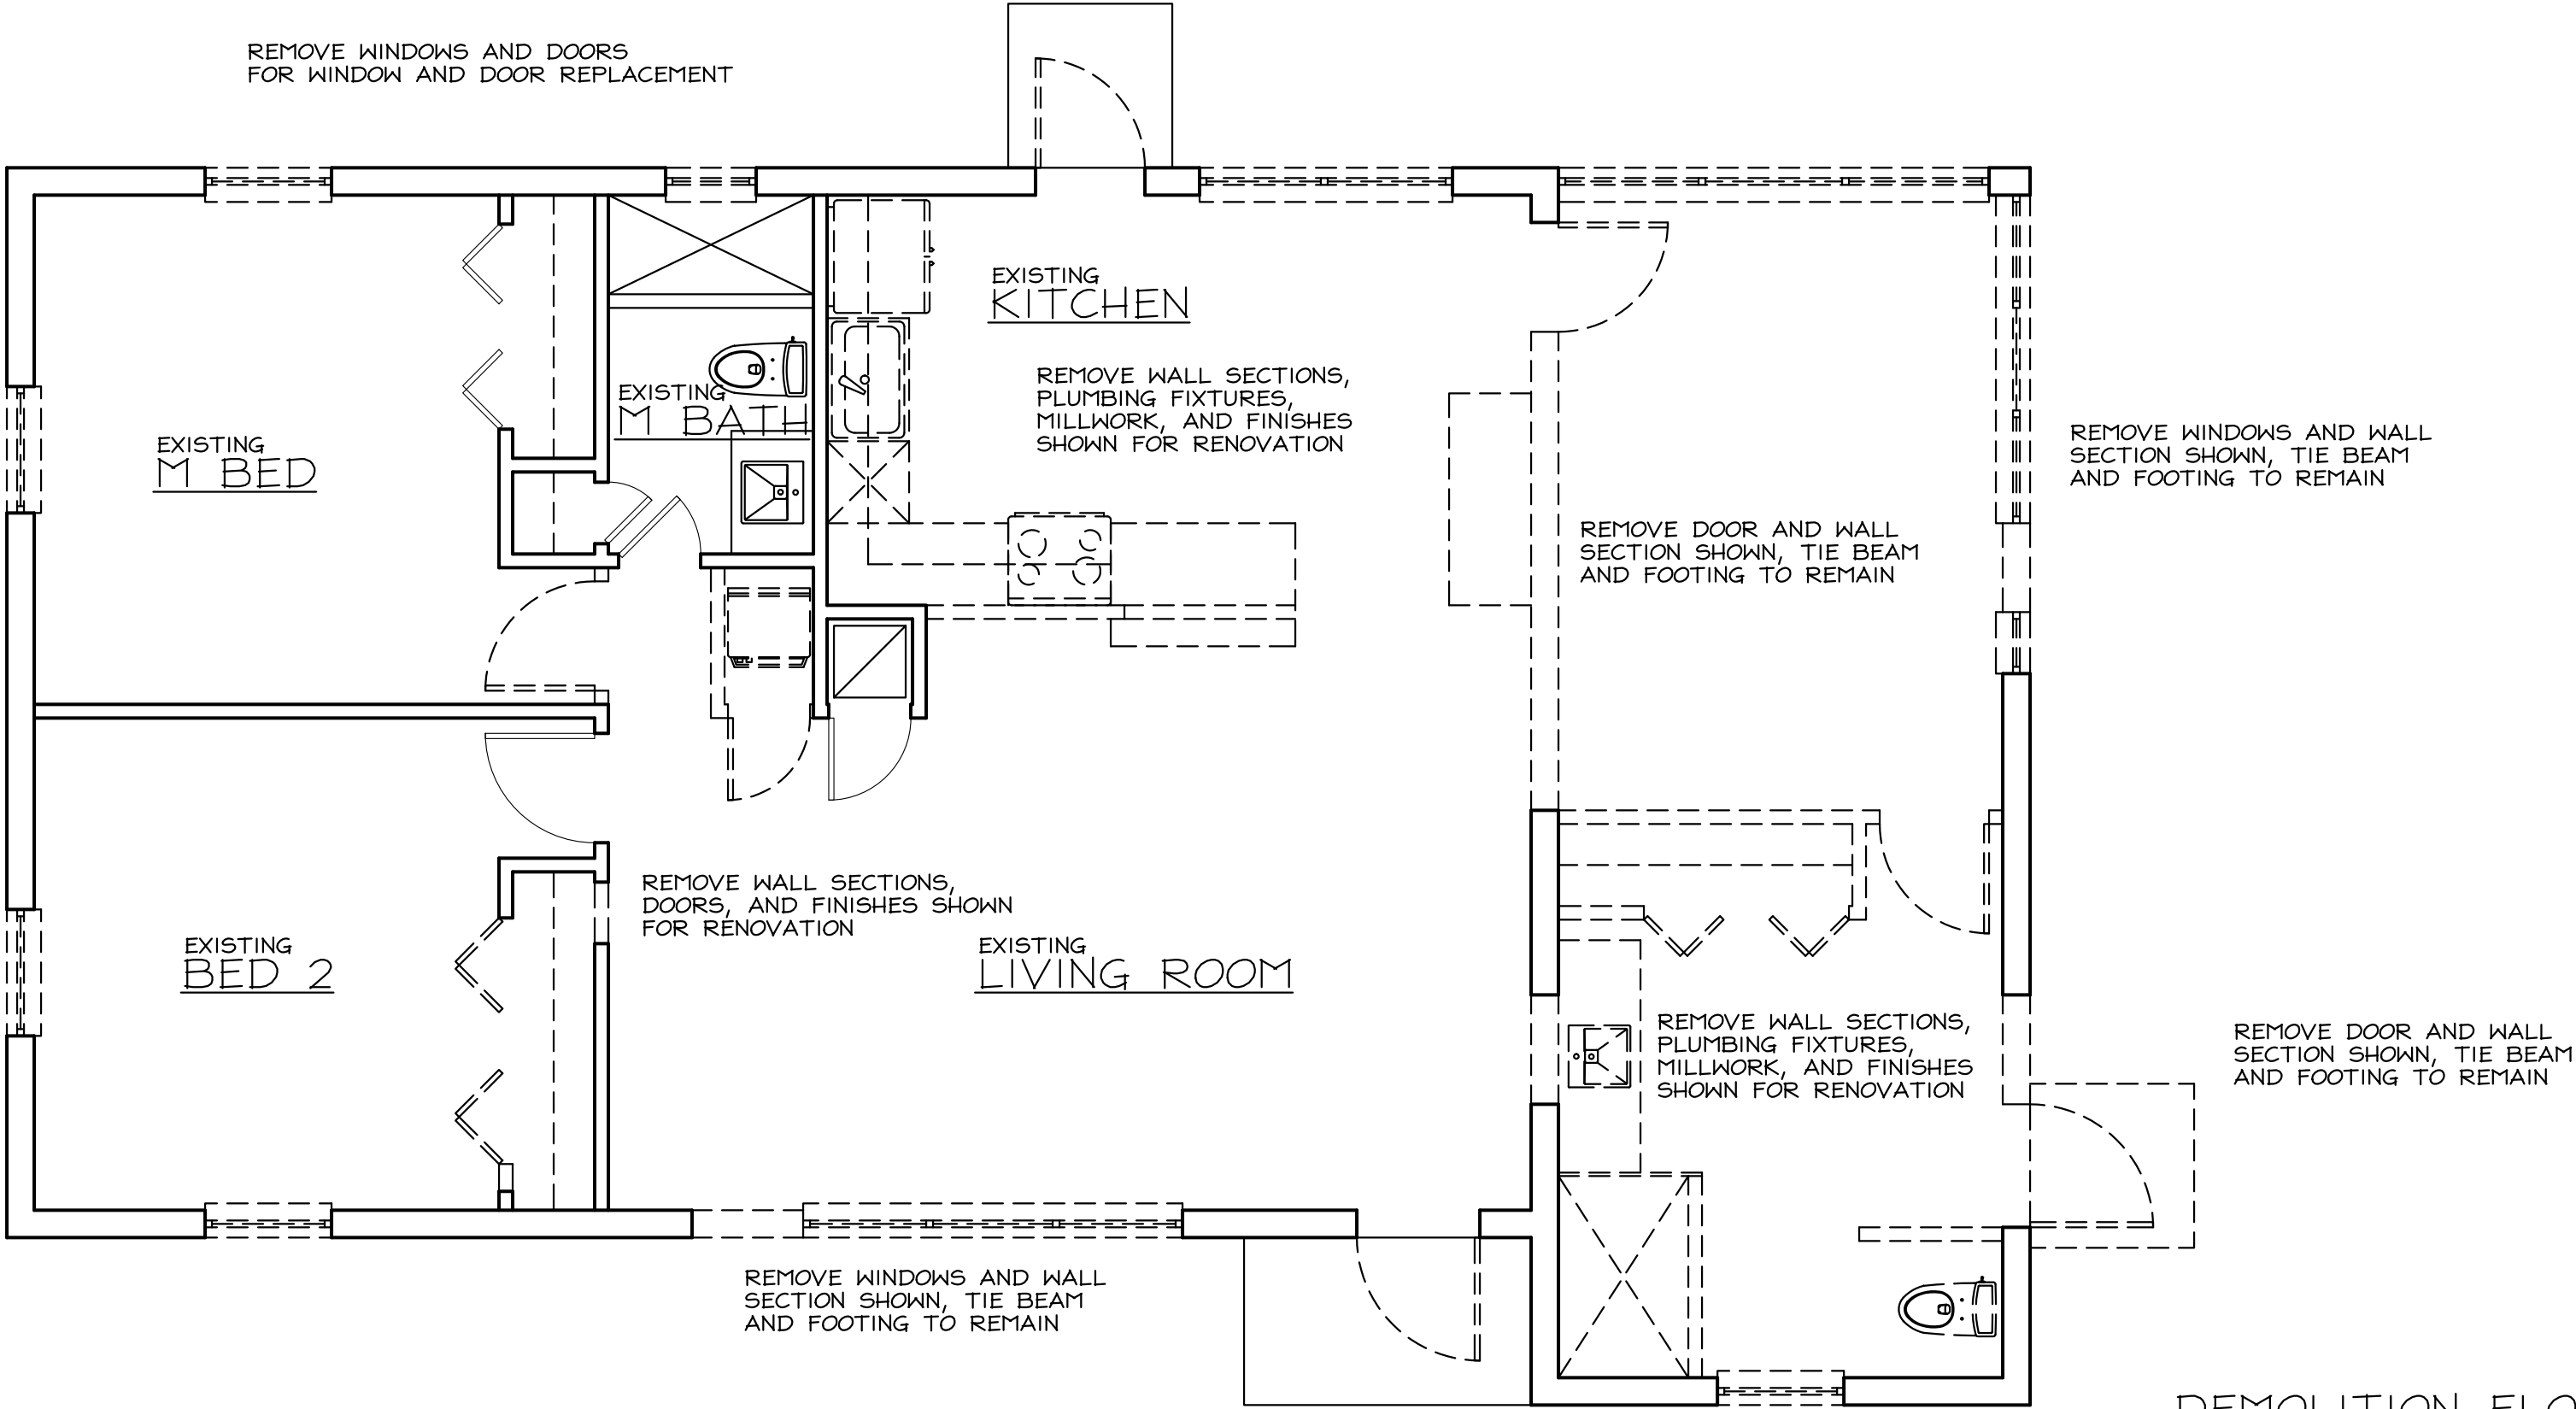 REMOVE WINDOWS AND DOORS
FOR WINDOW AND DOOR REPLACEMENT
EXISTING
KITCHEN
REMOVE WALL SECTIONS,
PLUMBING FIXTURES,
MILLWORK, AND FINISHES
SHOWN FOR RENOVATION
EXISTING
M BATH
EXISTING
M BED
REMOVE WINDOWS AND WALL
SECTION SHOWN, TIE BEAM
AND FOOTING TO REMAIN
REMOVE DOOR AND WALL
SECTION SHOWN, TIE BEAM
AND FOOTING TO REMAIN
REMOVE WALL SECTIONS,
DOORS, AND FINISHES SHOWN
FOR RENOVATION
EXISTING
BED 2
EXISTING
LIVING ROOM
REMOVE WALL SECTIONS,
PLUMBING FIXTURES,
MILLWORK, AND FINISHES
SHOWN FOR RENOVATION
REMOVE DOOR AND WALL
SECTION SHOWN, TIE BEAM
AND FOOTING TO REMAIN
REMOVE WINDOWS AND WALL
SECTION SHOWN, TIE BEAM
AND FOOTING TO REMAIN
DEMOLITION